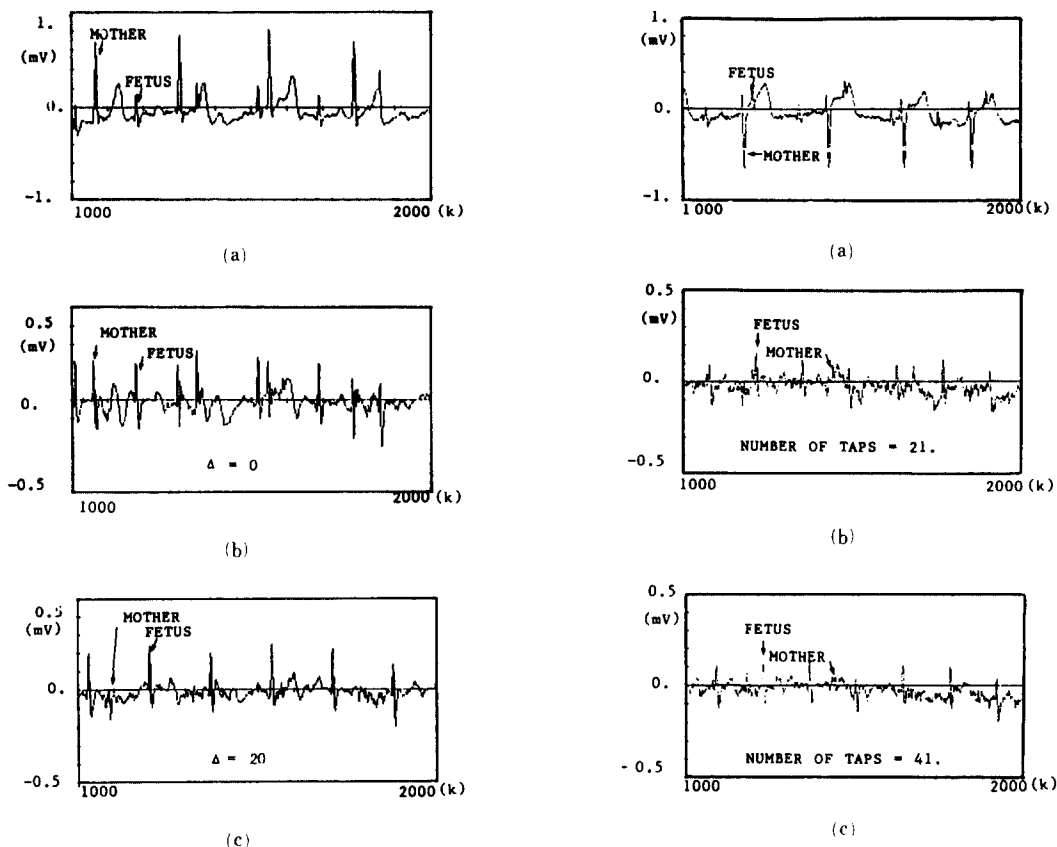 1.
(mV)
MOTHER
FETUS
0.
-1.
1000
2000 (k)
(a)
0.5
(mV)
MOTHER
FETUS
0.
Δ = 0
-0.5
1000
2000 (k)
(b)
0.5
(mV)
MOTHER
FETUS
0.
Δ = 20
-0.5
1000
2000 (k)
(c)
1.
(mV)
FETUS
0.
MOTHER
-1.
1000
2000 (k)
(a)
0.5
(mV)
FETUS
MOTHER
0.
NUMBER OF TAPS = 21.
-0.5
1000
2000 (k)
(b)
0.5
(mV)
FETUS
MOTHER
0.
NUMBER OF TAPS = 41.
-0.5
1000
2000 (k)
(c)